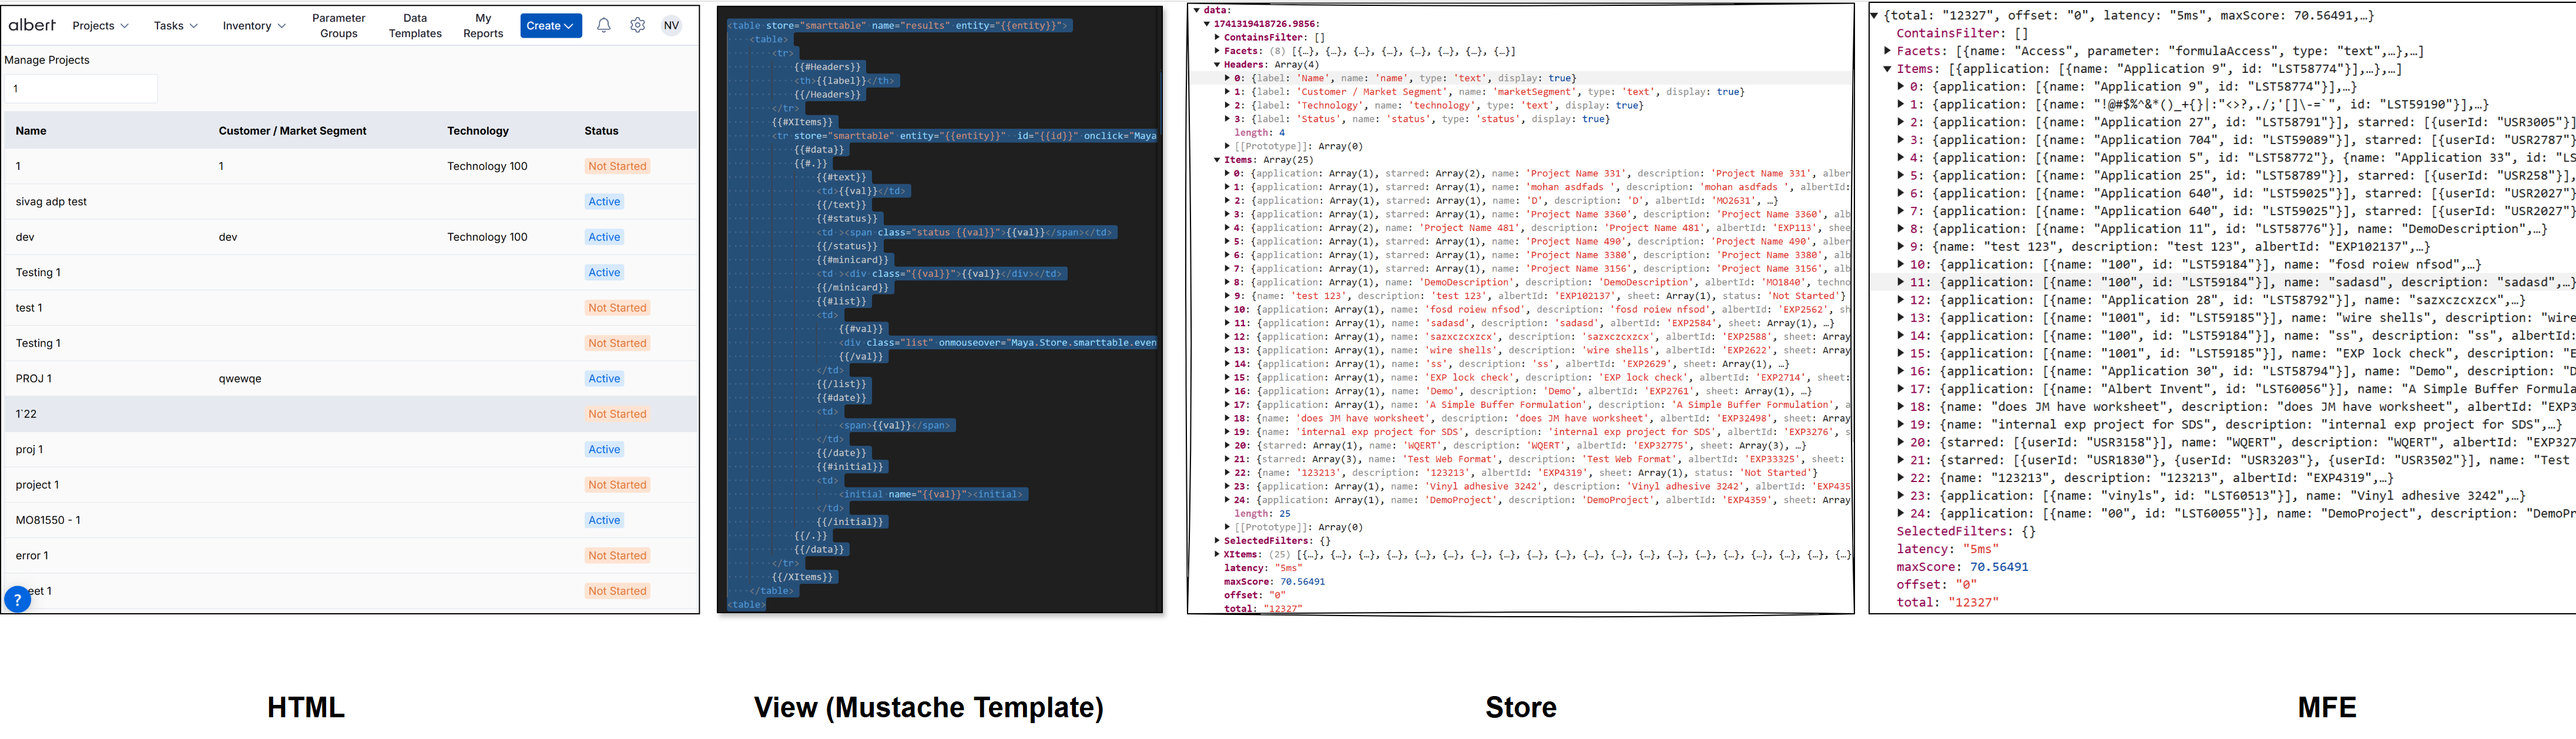 albert Projects Tasks Inventory Parameter Groups Data Templates My Reports Create NV
Manage Projects
1
Name Customer / Market Segment Technology Status
1 1 Technology 100 Not Started
sivag adp test Active
dev dev Technology 100 Active
Testing 1 Active
test 1 Not Started
Testing 1 Not Started
PROJ 1 qwewqe Active
1`22 Not Started
proj 1 Active
project 1 Not Started
MO81550 - 1 Active
error 1 Not Started
eet 1 Not Started
?
<table store="smarttable" name="results" entity="{{entity}}">
<table>
<tr>
{{#Headers}}
<th>{{label}}</th>
{{/Headers}}
</tr>
{{#XItems}}
<tr store="smarttable" entity="{{entity}}" id="{{id}}" onclick="Maya
{{#data}}
{{#.}}
{{#text}}
<td>{{val}}</td>
{{/text}}
{{#status}}
<td ><span class="status {{val}}">{{val}}</span></td>
{{/status}}
{{#minicard}}
<td ><div class="{{val}}">{{val}}</div></td>
{{/minicard}}
{{#list}}
<td>
{{#val}}
<div class="list" onmouseover="Maya.Store.smarttable.even
{{/val}}
</td>
{{/list}}
{{#date}}
<td>
<span>{{val}}</span>
</td>
{{/date}}
{{#initial}}
<td>
<initial name="{{val}}"><initial>
</td>
{{/initial}}
{{/.}}
{{/data}}
</tr>
{{/XItems}}
</table>
<table>
data:
1741319418726.9856:
ContainsFilter: []
Facets: (8) [{…}, {…}, {…}, {…}, {…}, {…}, {…}, {…}]
Headers: Array(4)
0: {label: 'Name', name: 'name', type: 'text', display: true}
1: {label: 'Customer / Market Segment', name: 'marketSegment', type: 'text', display: true}
2: {label: 'Technology', name: 'technology', type: 'text', display: true}
3: {label: 'Status', name: 'status', type: 'status', display: true}
length: 4
[[Prototype]]: Array(0)
Items: Array(25)
0: {application: Array(1), starred: Array(2), name: 'Project Name 331', description: 'Project Name 331', alber
1: {application: Array(1), starred: Array(1), name: 'mohan asdfads ', description: 'mohan asdfads ', albertId:
2: {application: Array(1), starred: Array(1), name: 'D', description: 'D', albertId: 'MO2631', …}
3: {application: Array(1), starred: Array(1), name: 'Project Name 3360', description: 'Project Name 3360', alb
4: {application: Array(2), name: 'Project Name 481', description: 'Project Name 481', albertId: 'EXP113', shee
5: {application: Array(1), starred: Array(1), name: 'Project Name 490', description: 'Project Name 490', alber
6: {application: Array(1), starred: Array(1), name: 'Project Name 3380', description: 'Project Name 3380', alb
7: {application: Array(1), starred: Array(1), name: 'Project Name 3156', description: 'Project Name 3156', alb
8: {application: Array(1), name: 'DemoDescription', description: 'DemoDescription', albertId: 'MO1840', techno
9: {name: 'test 123', description: 'test 123', albertId: 'EXP102137', sheet: Array(1), status: 'Not Started'}
10: {application: Array(1), name: 'fosd roiew nfsod', description: 'fosd roiew nfsod', albertId: 'EXP2562', sh
11: {application: Array(1), name: 'sadasd', description: 'sadasd', albertId: 'EXP2584', sheet: Array(1), …}
12: {application: Array(1), name: 'sazxczcxzcx', description: 'sazxczcxzcx', albertId: 'EXP2588', sheet: Array
13: {application: Array(1), name: 'wire shells', description: 'wire shells', albertId: 'EXP2622', sheet: Array
14: {application: Array(1), name: 'ss', description: 'ss', albertId: 'EXP2629', sheet: Array(1), …}
15: {application: Array(1), name: 'EXP lock check', description: 'EXP lock check', albertId: 'EXP2714', sheet:
16: {application: Array(1), name: 'Demo', description: 'Demo', albertId: 'EXP2761', sheet: Array(1), …}
17: {application: Array(1), name: 'A Simple Buffer Formulation', description: 'A Simple Buffer Formulation', a
18: {name: 'does JM have worksheet', description: 'does JM have worksheet', albertId: 'EXP32498', sheet: Array
19: {name: 'internal exp project for SDS', description: 'internal exp project for SDS', albertId: 'EXP3276', s
20: {starred: Array(1), name: 'WQERT', description: 'WQERT', albertId: 'EXP32775', sheet: Array(3), …}
21: {starred: Array(3), name: 'Test Web Format', description: 'Test Web Format', albertId: 'EXP33325', sheet:
22: {name: '123213', description: '123213', albertId: 'EXP4319', sheet: Array(1), status: 'Not Started'}
23: {application: Array(1), name: 'Vinyl adhesive 3242', description: 'Vinyl adhesive 3242', albertId: 'EXP435
24: {application: Array(1), name: 'DemoProject', description: 'DemoProject', albertId: 'EXP4359', sheet: Array
length: 25
[[Prototype]]: Array(0)
SelectedFilters: {}
XItems: (25) [{…}, {…}, {…}, {…}, {…}, {…}, {…}, {…}, {…}, {…}, {…}, {…}, {…}, {…}, {…}, {…}, {…}, {…}, {…}, {…}
latency: "5ms"
maxScore: 70.56491
offset: "0"
total: "12327"
{total: "12327", offset: "0", latency: "5ms", maxScore: 70.56491,…}
ContainsFilter: []
Facets: [{name: "Access", parameter: "formulaAccess", type: "text",…},…]
Items: [{application: [{name: "Application 9", id: "LST58774"}],…},…]
0: {application: [{name: "Application 9", id: "LST58774"}],…}
1: {application: [{name: "!@#$%^&*()_+{}|:"<>?,./;'[]\-=`", id: "LST59190"}],…}
2: {application: [{name: "Application 27", id: "LST58791"}], starred: [{userId: "USR3005"}]
3: {application: [{name: "Application 704", id: "LST59089"}], starred: [{userId: "USR2787"}
4: {application: [{name: "Application 5", id: "LST58772"}, {name: "Application 33", id: "LS
5: {application: [{name: "Application 25", id: "LST58789"}], starred: [{userId: "USR258"}],
6: {application: [{name: "Application 640", id: "LST59025"}], starred: [{userId: "USR2027"}
7: {application: [{name: "Application 640", id: "LST59025"}], starred: [{userId: "USR2027"}
8: {application: [{name: "Application 11", id: "LST58776"}], name: "DemoDescription",…}
9: {name: "test 123", description: "test 123", albertId: "EXP102137",…}
10: {application: [{name: "100", id: "LST59184"}], name: "fosd roiew nfsod",…}
11: {application: [{name: "100", id: "LST59184"}], name: "sadasd", description: "sadasd",…}
12: {application: [{name: "Application 28", id: "LST58792"}], name: "sazxczcxzcx",…}
13: {application: [{name: "1001", id: "LST59185"}], name: "wire shells", description: "wire
14: {application: [{name: "100", id: "LST59184"}], name: "ss", description: "ss", albertId:
15: {application: [{name: "1001", id: "LST59185"}], name: "EXP lock check", description: "E
16: {application: [{name: "Application 30", id: "LST58794"}], name: "Demo", description: "D
17: {application: [{name: "Albert Invent", id: "LST60056"}], name: "A Simple Buffer Formula
18: {name: "does JM have worksheet", description: "does JM have worksheet", albertId: "EXP3
19: {name: "internal exp project for SDS", description: "internal exp project for SDS",…}
20: {starred: [{userId: "USR3158"}], name: "WQERT", description: "WQERT", albertId: "EXP327
21: {starred: [{userId: "USR1830"}, {userId: "USR3203"}, {userId: "USR3502"}], name: "Test
22: {name: "123213", description: "123213", albertId: "EXP4319",…}
23: {application: [{name: "vinyls", id: "LST60513"}], name: "Vinyl adhesive 3242",…}
24: {application: [{name: "00", id: "LST60055"}], name: "DemoProject", description: "DemoPr
SelectedFilters: {}
latency: "5ms"
maxScore: 70.56491
offset: "0"
total: "12327"
HTML
View (Mustache Template)
Store
MFE